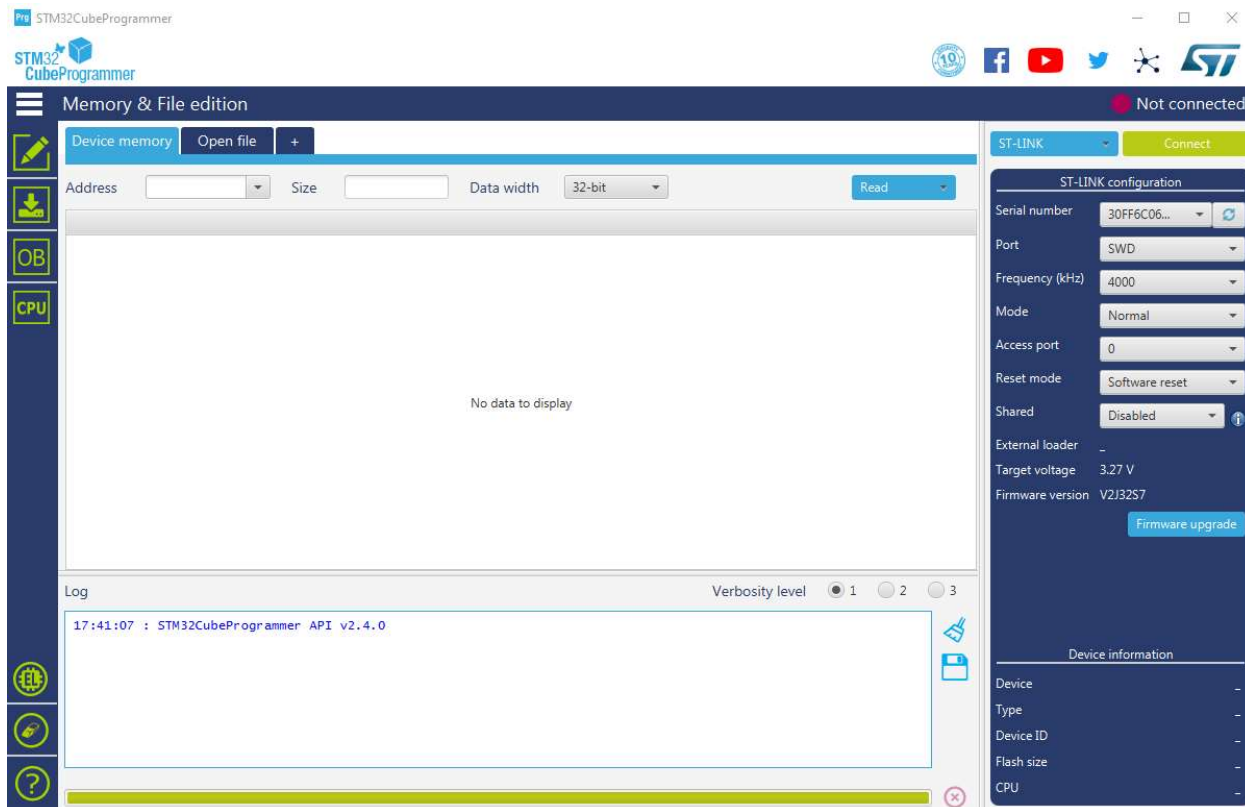 Prg STM32CubeProgrammer
STM32
CubeProgrammer
10
ST
Memory & File edition
Not connected
Device memory Open file +
ST-LINK Connect
Address Size Data width 32-bit Read
ST-LINK configuration
Serial number 30FF6C06...
Port SWD
OB
Frequency (kHz) 4000
CPU
Mode Normal
Access port 0
Reset mode Software reset
No data to display
Shared Disabled
External loader _
Target voltage 3.27 V
Firmware version V2J32S7
Firmware upgrade
Log Verbosity level 1 2 3
17:41:07 : STM32CubeProgrammer API v2.4.0
Device information
EL
Device _
Type _
Device ID _
Flash size _
CPU _
?